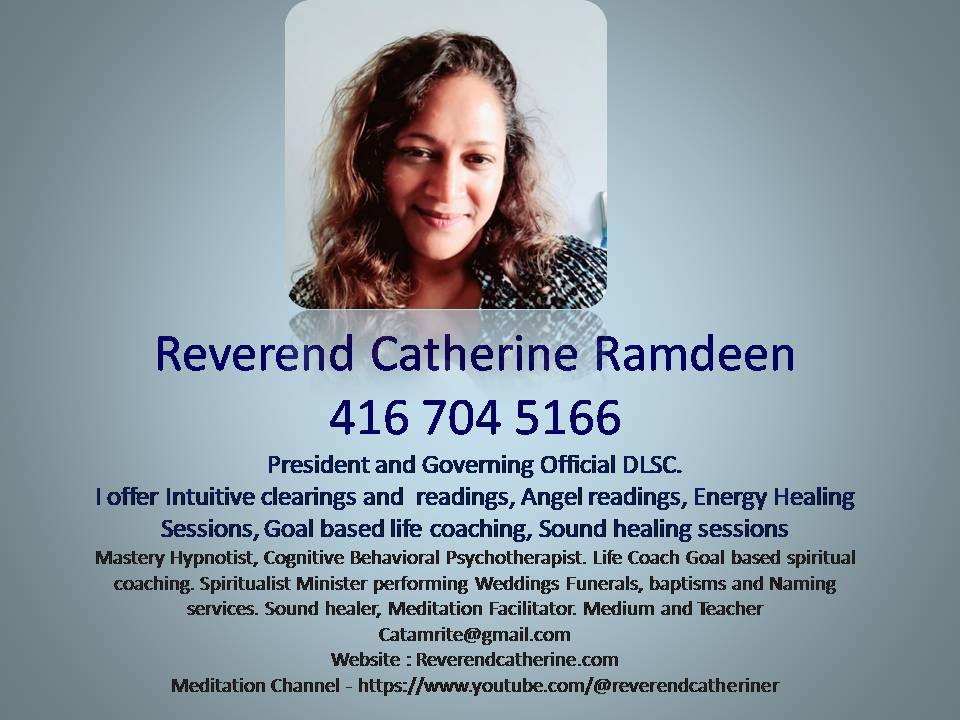 Reverend Catherine Ramdeen
416 704 5166
President and Governing Official DLSC.
I offer Intuitive clearings and readings, Angel readings, Energy Healing
Sessions, Goal based life coaching, Sound healing sessions
Mastery Hypnotist, Cognitive Behavioral Psychotherapist. Life Coach Goal based spiritual
coaching. Spiritualist Minister performing Weddings Funerals, baptisms and Naming
services. Sound healer, Meditation Facilitator. Medium and Teacher
Catamrite@gmail.com
Website : Reverendcatherine.com
Meditation Channel - https://www.youtube.com/@reverendcatheriner